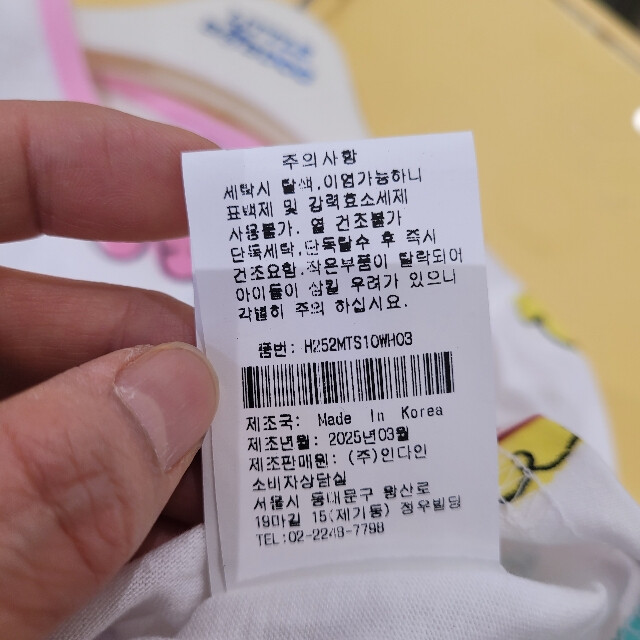 주의사항
세탁시 탈색,이염가능하니
표백제 및 강력효소세제
사용불가. 열 건조불가
단독세탁,단독탈수 후 즉시
건조요함.작은부품이 탈락되어
아이들이 삼킬 우려가 있으니
각별히 주의 하십시요.
품번: H252MTS10WH03
제조국: Made In Korea
제조년월: 2025년03월
제조판매원: (주)인다인
소비자상담실
서울시 동대문구 왕산로
19마길 15(제기동) 정우빌딩
TEL:02-2249-7798